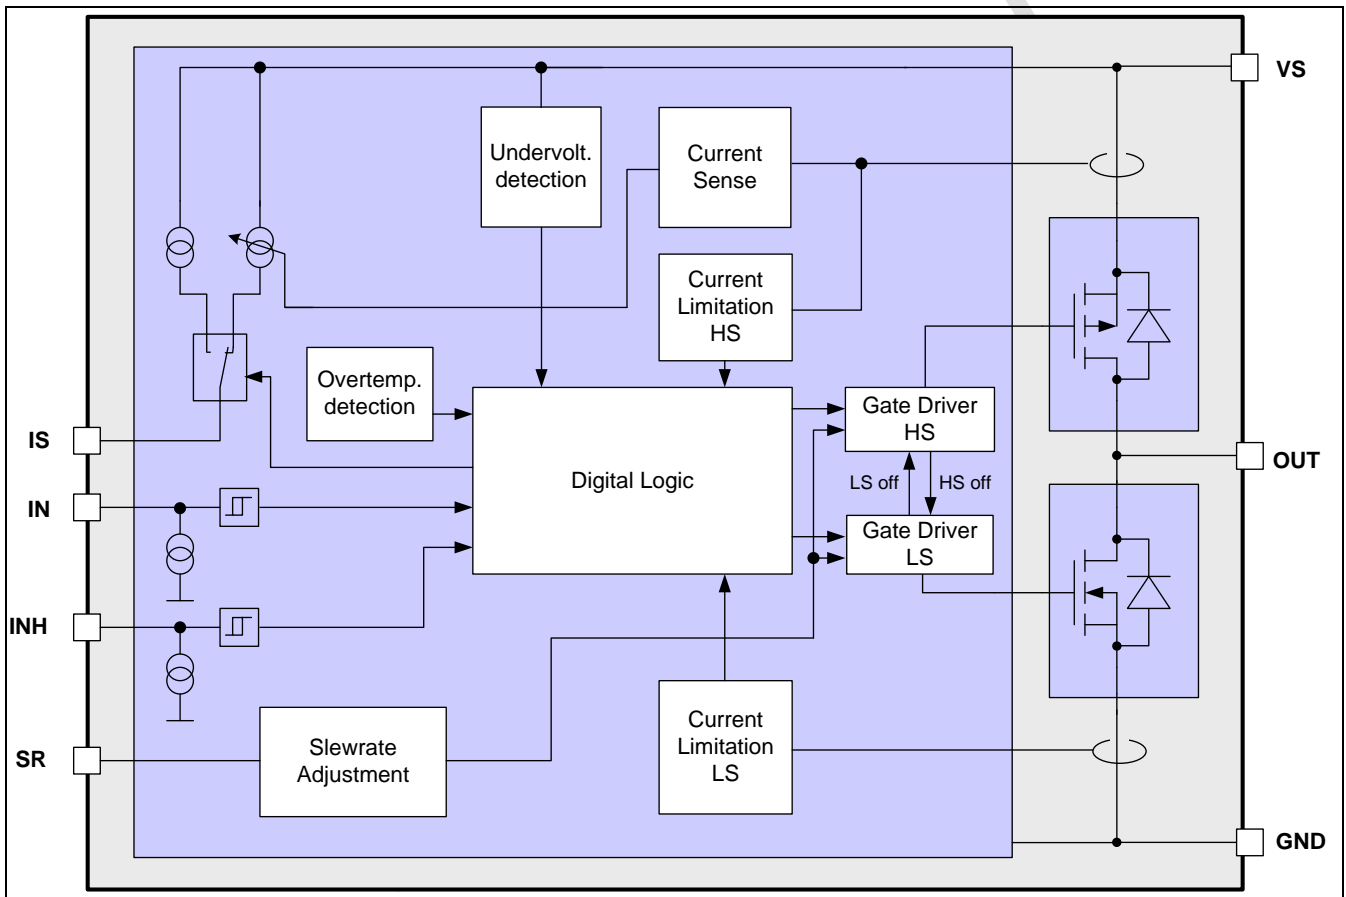 VS
Undervolt.
detection
Current
Sense
Current
Limitation
HS
Overtemp.
detection
Gate Driver
HS
IS
OUT
Digital Logic
LS off
HS off
IN
Gate Driver
LS
INH
Current
Limitation
LS
Slewrate
Adjustment
SR
GND